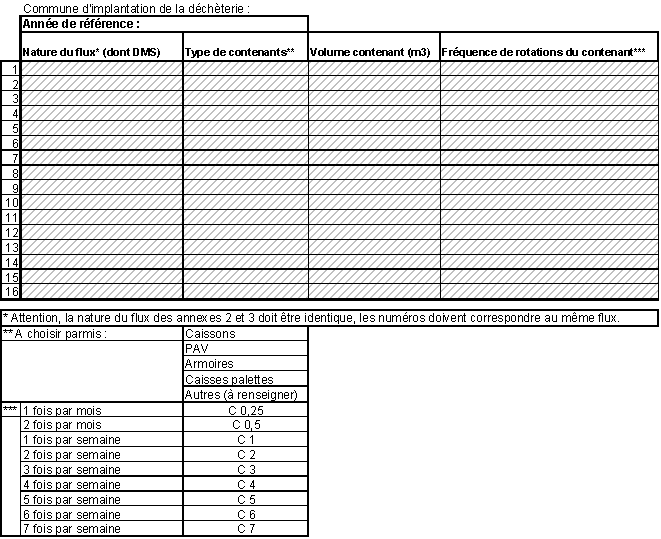 Commune d'implantation de la déchèterie :
Année de référence :
Nature du flux* (dont DMS) Type de contenants** Volume contenant (m3) Fréquence de rotations du contenant***
1
2
3
4
5
6
7
8
9
10
11
12
13
14
15
16
* Attention, la nature du flux des annexes 2 et 3 doit être identique, les numéros doivent correspondre au même flux.
** A choisir parmis : Caissons
PAV
Armoires
Caisses palettes
Autres (à renseigner)
*** 1 fois par mois C 0,25
2 fois par mois C 0,5
1 fois par semaine C 1
2 fois par semaine C 2
3 fois par semaine C 3
4 fois par semaine C 4
5 fois par semaine C 5
6 fois par semaine C 6
7 fois par semaine C 7